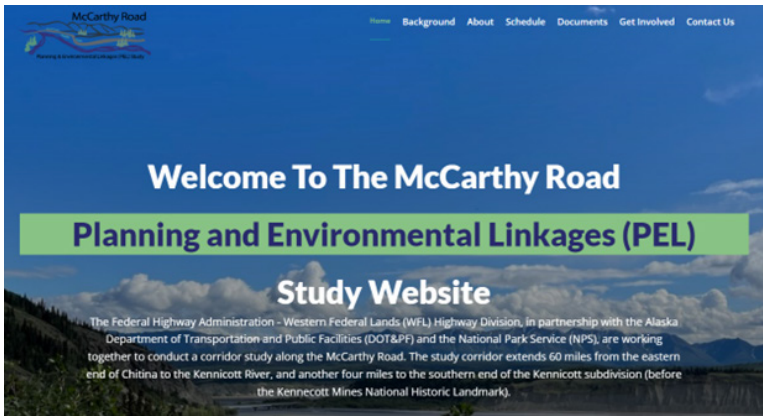 McCarthy Road
Planning & Environmental Linkages (PEL) Study
Home Background About Schedule Documents Get Involved Contact Us
Welcome To The McCarthy Road
Planning and Environmental Linkages (PEL)
Study Website
The Federal Highway Administration - Western Federal Lands (WFL) Highway Division, in partnership with the Alaska
Department of Transportation and Public Facilities (DOT&PF) and the National Park Service (NPS), are working
together to conduct a corridor study along the McCarthy Road. The study corridor extends 60 miles from the eastern
end of Chitina to the Kennicott River, and another four miles to the southern end of the Kennicott subdivision (before
the Kennecott Mines National Historic Landmark).